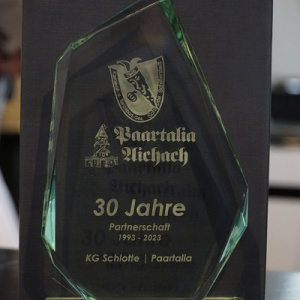 Paartalia
Aichach
30 Jahre
Partnerschaft
1993 - 2023
KG Schlotte | Paartalia